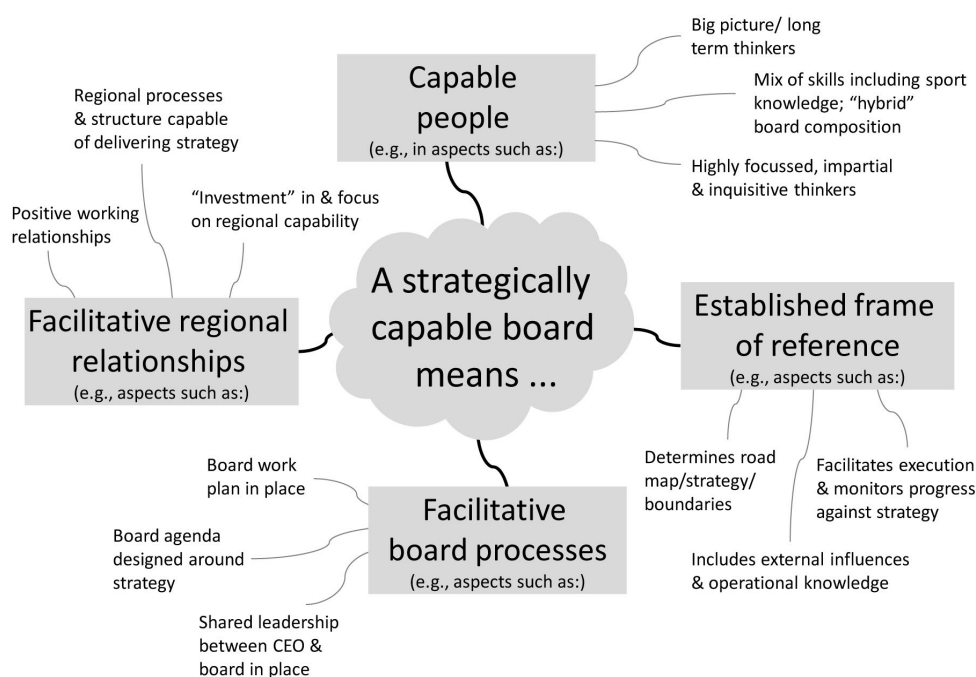 Capable
people
(e.g., in aspects such as:)
Big picture/ long
term thinkers
Mix of skills including sport
knowledge; “hybrid”
board composition
Highly focussed, impartial
& inquisitive thinkers
Regional processes
& structure capable
of delivering strategy
“Investment” in & focus
on regional capability
Positive working
relationships
Facilitative regional
relationships
(e.g., aspects such as:)
A strategically
capable board
means ...
Established frame
of reference
(e.g., aspects such as:)
Determines road
map/strategy/
boundaries
Facilitates execution
& monitors progress
against strategy
Includes external influences
& operational knowledge
Facilitative
board processes
(e.g., aspects such as:)
Board work
plan in place
Board agenda
designed around
strategy
Shared leadership
between CEO &
board in place